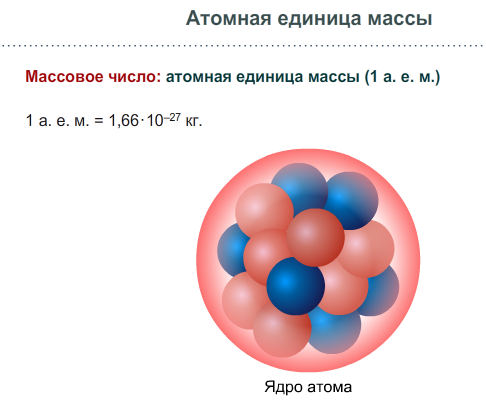 Атомная единица массы
Массовое число: атомная единица массы (1 а. е. м.)
1 а. е. м. = 1,66·10⁻²⁷ кг.
Ядро атома